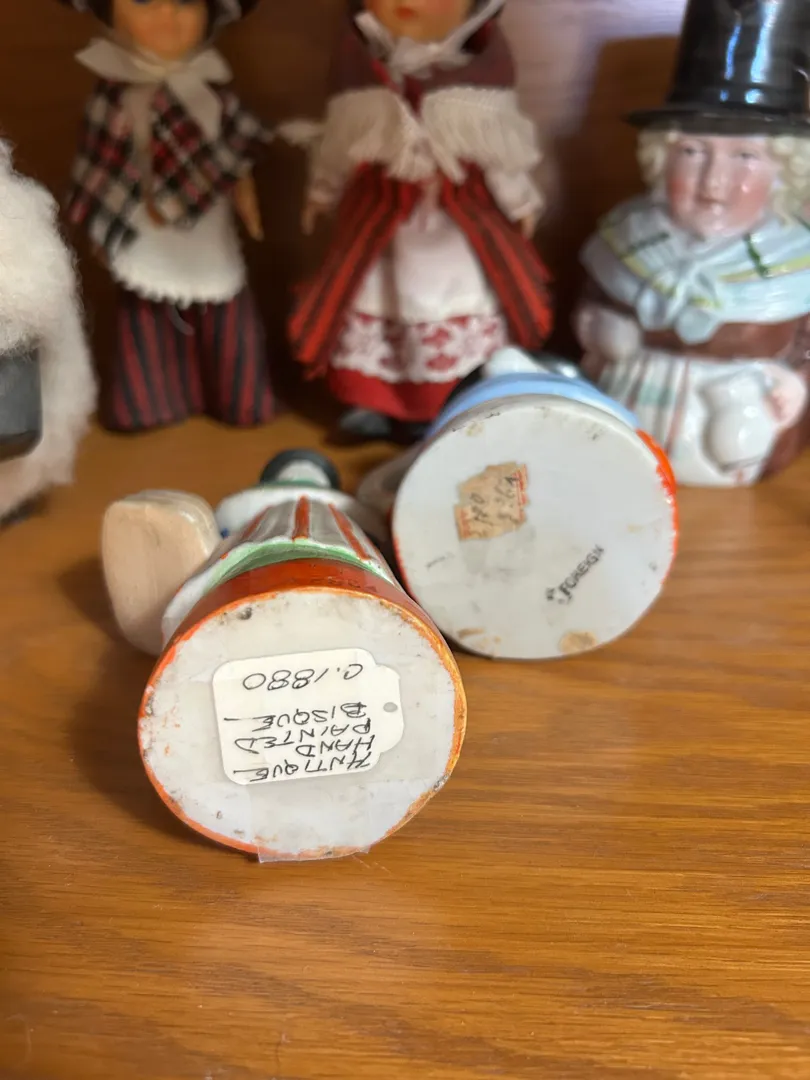 ANTIQUE
HAND
PAINTED
BISQUE
C.1880
FOREIGN